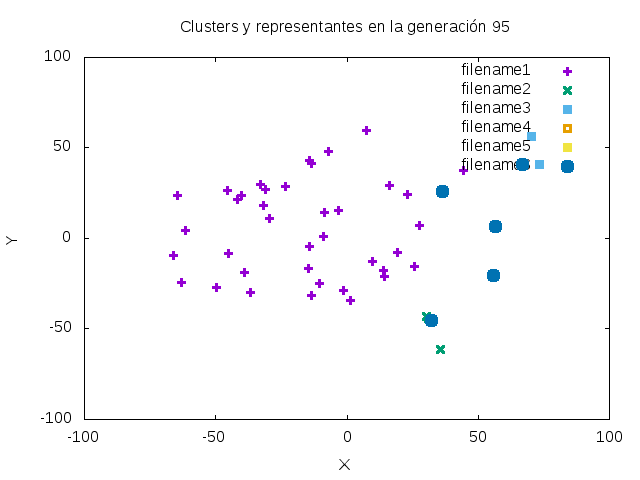 Clusters y representantes en la generación 95
100
50
0
-50
-100
-100
-50
0
50
100
Y
X
filename1
filename2
filename3
filename4
filename5